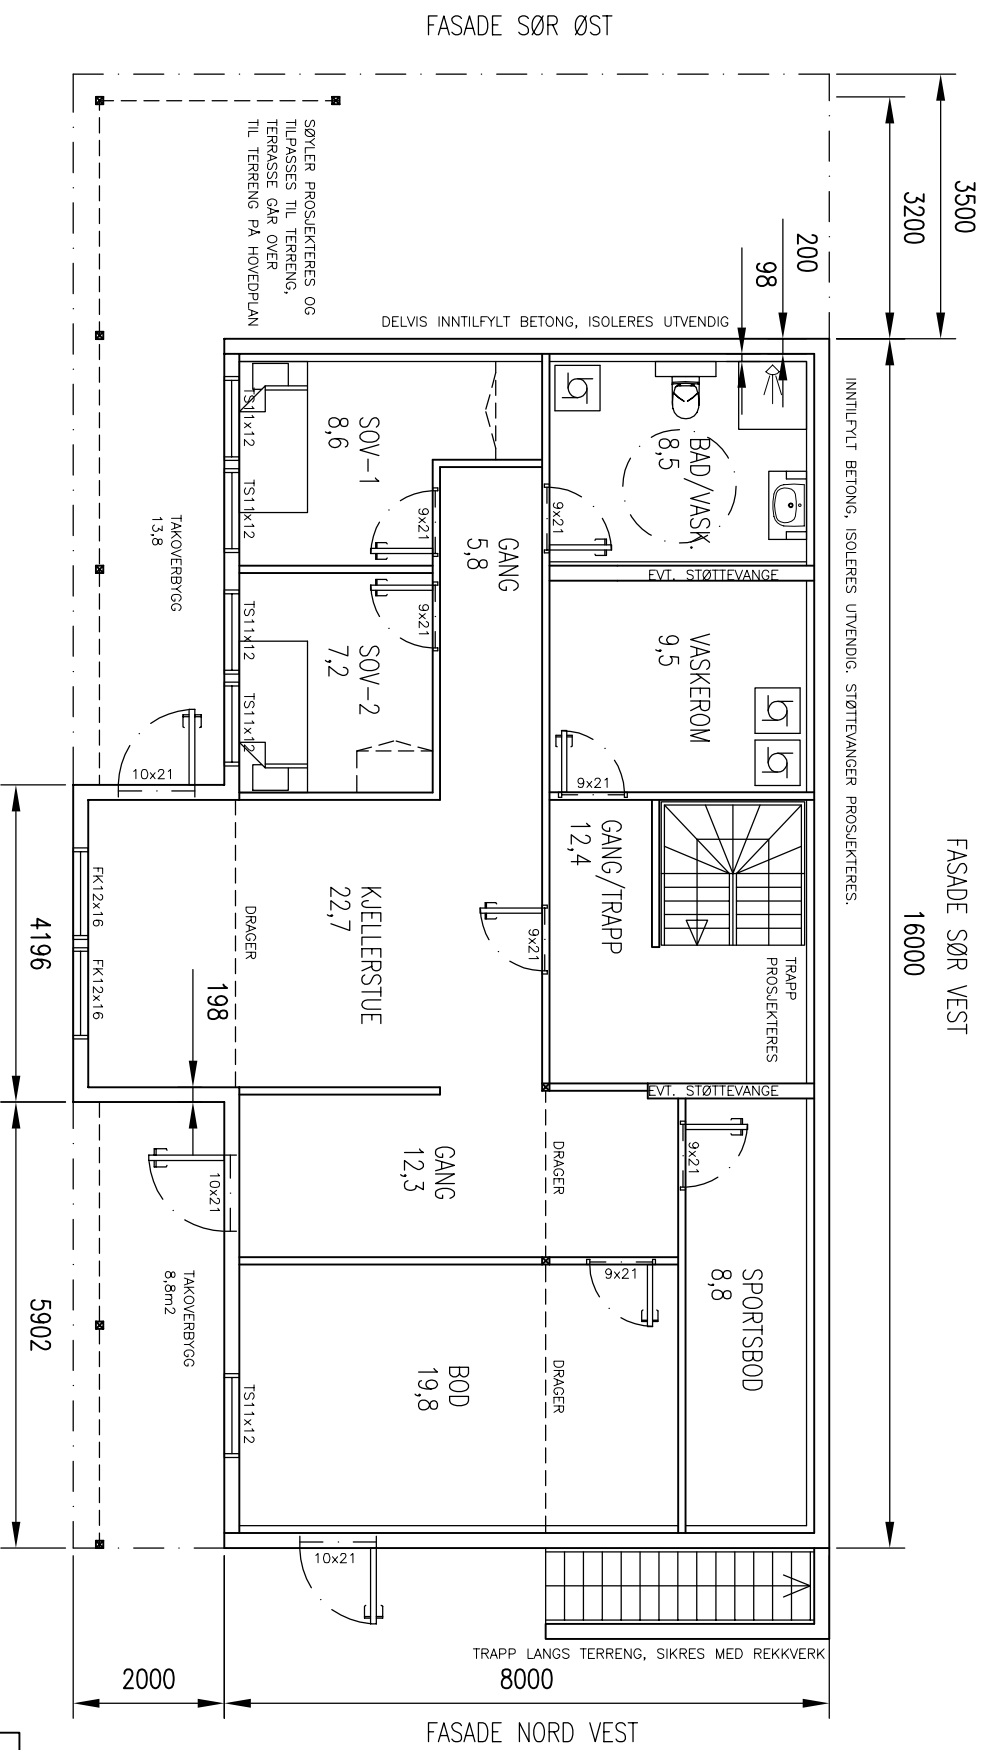 FASADE SØR ØST
3500
3200
200
98
SØYLER PROSJEKTERES OG
TILPASSES TIL TERRENG,
TERRASSE GÅR OVER
TIL TERRENG PÅ HOVEDPLAN
DELVIS INNTILFYLT BETONG, ISOLERES UTVENDIG
INNTILFYLT BETONG, ISOLERES UTVENDIG. STØTTEVANGER PROSJEKTERES.
FASADE SØR VEST
16000
TS11x12
TS11x12
SOV-1
8,6
9x21
BAD/VASK.
8,5
9x21
GANG
5,8
EVT. STØTTEVANGE
TAKOVERBYGG
13,8
TS11x12
TS11x12
SOV-2
7,2
9x21
VASKEROM
9,5
9x21
10x21
GANG/TRAPP
12,4
TRAPP
PROSJEKTERES
9x21
KJELLERSTUE
22,7
DRAGER
FK12x16
FK12x16
4196
198
EVT. STØTTEVANGE
9x21
DRAGER
GANG
12,3
10x21
SPORTSBOD
8,8
9x21
TAKOVERBYGG
8,8m2
5902
DRAGER
BOD
19,8
TS11x12
10x21
TRAPP LANGS TERRENG, SIKRES MED REKKVERK
2000
8000
FASADE NORD VEST